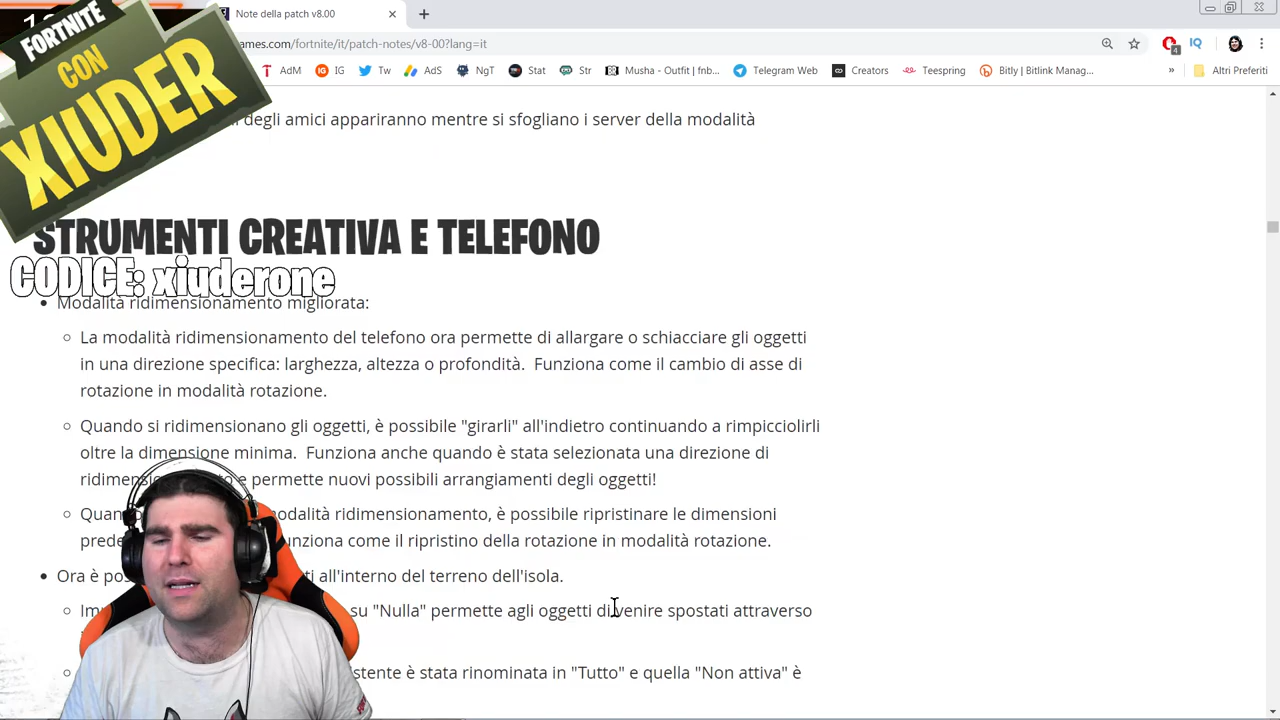 Note della patch v8.00
ames.com/fortnite/it/patch-notes/v8-00?lang=it
AdM IG Tw AdS NgT Stat Str Musha - Outfit | fnb... Telegram Web Creators Teespring Bitly | Bitlink Manag... » Altri Preferiti
FORTNITE
CON
XIUDER
degli amici appariranno mentre si sfogliano i server della modalità
STRUMENTI CREATIVA E TELEFONO
CODICE: xiuderone
Modalità ridimensionamento migliorata:
La modalità ridimensionamento del telefono ora permette di allargare o schiacciare gli oggetti
in una direzione specifica: larghezza, altezza o profondità. Funziona come il cambio di asse di
rotazione in modalità rotazione.
Quando si ridimensionano gli oggetti, è possibile "girarli" all'indietro continuando a rimpicciolirli
oltre la dimensione minima. Funziona anche quando è stata selezionata una direzione di
e permette nuovi possibili arrangiamenti degli oggetti!
modalità ridimensionamento, è possibile ripristinare le dimensioni
funziona come il ripristino della rotazione in modalità rotazione.
Ora è all'interno del terreno dell'isola.
su "Nulla" permette agli oggetti di venire spostati attraverso
è stata rinominata in "Tutto" e quella "Non attiva" è